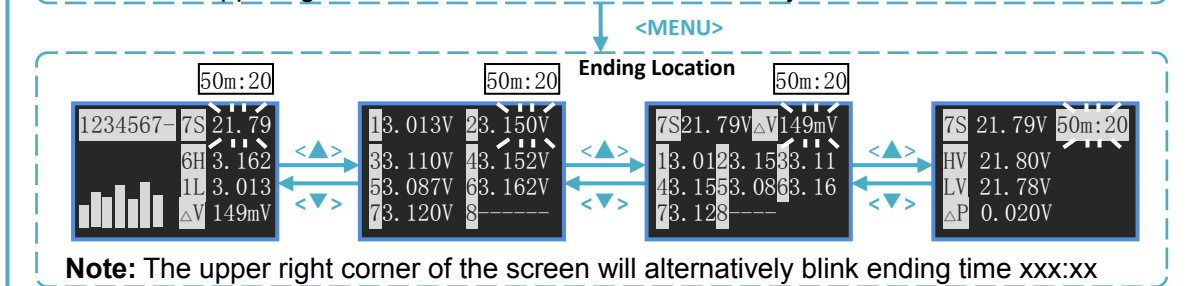 <MENU>
Ending Location
50m:20
1234567- 7S 21.79
6H 3.162
1L 3.013
△V 149mV
<▲>
<▼>
50m:20
13.013V 23.150V
33.110V 43.152V
53.087V 63.162V
73.120V 8------
<▲>
<▼>
50m:20
7S21.79V△V149mV
13.0123.1533.11
43.1553.0863.16
73.128----
<▲>
<▼>
7S 21.79V 50m:20
HV 21.80V
LV 21.78V
△P 0.020V
Note: The upper right corner of the screen will alternatively blink ending time xxx:xx